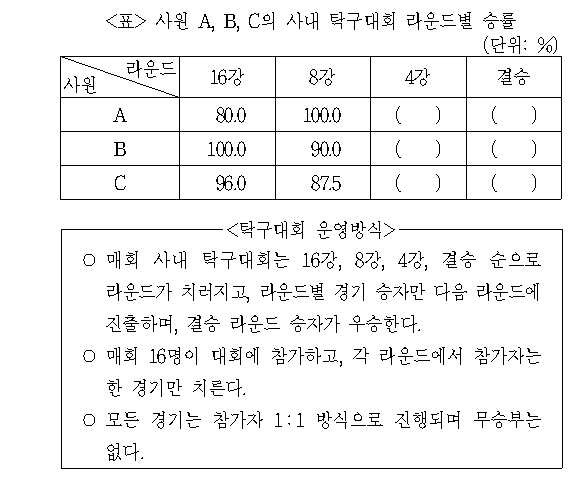 <표> 사원 A, B, C의 사내 탁구대회 라운드별 승률
(단위: %)
라운드
사원
16강 8강 4강 결승
A 80.0 100.0 ( ) ( )
B 100.0 90.0 ( ) ( )
C 96.0 87.5 ( ) ( )
<탁구대회 운영방식>
○ 매회 사내 탁구대회는 16강, 8강, 4강, 결승 순으로
라운드가 치러지고, 라운드별 경기 승자만 다음 라운드에
진출하며, 결승 라운드 승자가 우승한다.
○ 매회 16명이 대회에 참가하고, 각 라운드에서 참가자는
한 경기만 치른다.
○ 모든 경기는 참가자 1:1 방식으로 진행되며 무승부는
없다.